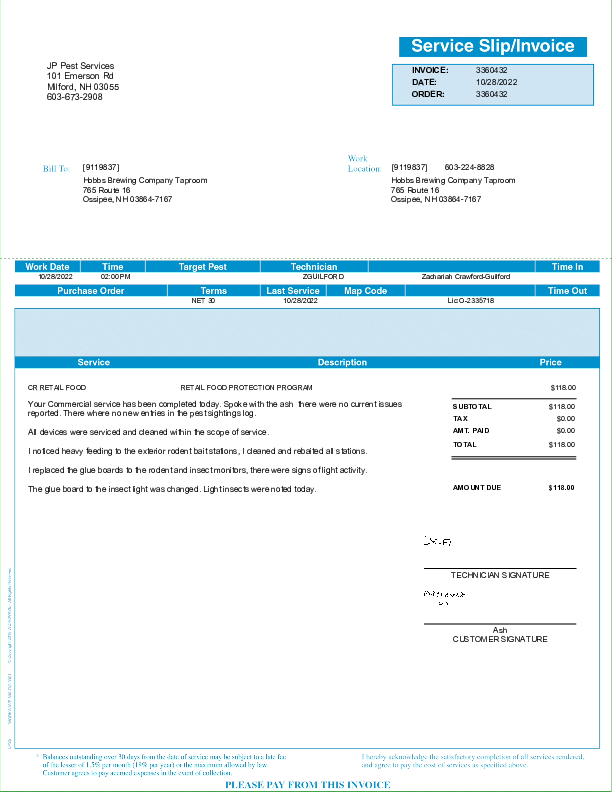 Service Slip/Invoice
JP Pest Services
101 Emerson Rd
Milford, NH 03055
603-673-2908
INVOICE: 3360432
DATE: 10/28/2022
ORDER: 3360432
Bill To: [9119837]
Hobbs Brewing Company Taproom
765 Route 16
Ossipee, NH 03864-7167
Work
Location: [9119837] 603-224-8828
Hobbs Brewing Company Taproom
765 Route 16
Ossipee, NH 03864-7167
Work Date Time Target Pest Technician Time In
10/28/2022 02:00 PM ZGUILFORD Zachariah Crawford-Guilford
Purchase Order Terms Last Service Map Code Time Out
NET 30 10/28/2022 Lic O-2335718
Service Description Price
CR RETAIL FOOD RETAIL FOOD PROTECTION PROGRAM $118.00
Your Commercial service has been completed today. Spoke with the ash there were no current issues
reported. There where no new entries in the pest sightings log.
All devices were serviced and cleaned within the scope of service.
I noticed heavy feeding to the exterior rodent bait stations, I cleaned and rebaited all stations.
I replaced the glue boards to the rodent and insect monitors, there were signs of light activity.
The glue board to the insect light was changed. Light insects were noted today.
SUBTOTAL $118.00
TAX $0.00
AMT. PAID $0.00
TOTAL $118.00
AMOUNT DUE $118.00
TECHNICIAN SIGNATURE
Ash
CUSTOMER SIGNATURE
* Balances outstanding over 30 days from the date of service may be subject to a late fee
of the lesser of 1.5% per month (18% per year) or the maximum allowed by law.
Customer agrees to pay accrued expenses in the event of collection.
I hereby acknowledge the satisfactory completion of all services rendered,
and agree to pay the cost of services as specified above.
PLEASE PAY FROM THIS INVOICE